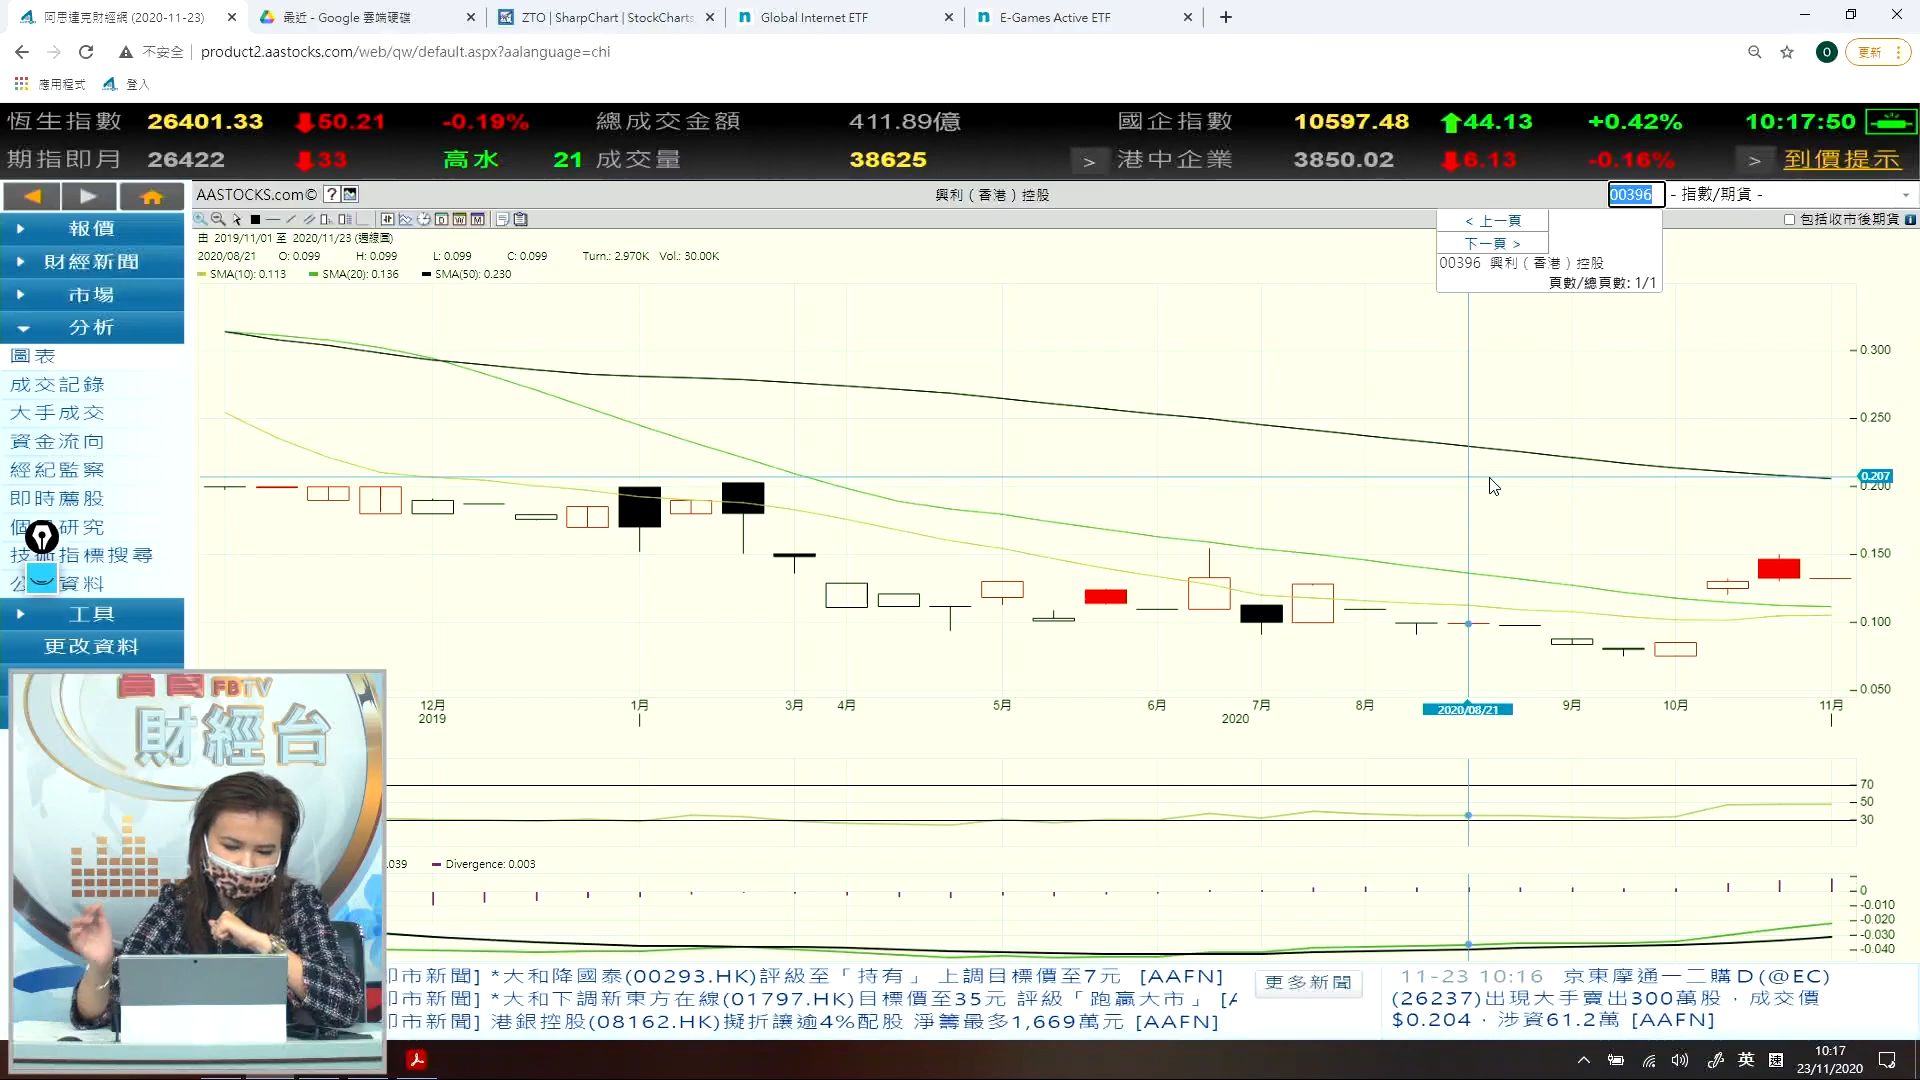 阿思達克財經網 (2020-11-23)
最近 - Google 雲端硬碟
ZTO | SharpChart | StockCharts
Global Internet ETF
E-Games Active ETF
不安全
product2.aastocks.com/web/qw/default.aspx?aalanguage=chi
O
更新
應用程式
登入
恆生指數 26401.33 50.21 -0.19% 總成交金額 411.89億 國企指數 10597.48 44.13 +0.42% 10:17:50
期指即月 26422 33 高水 21 成交量 38625 > 港中企業 3850.02 6.13 -0.16% > 到價提示
AASTOCKS.com© ?
興利（香港）控股
00396 - 指數/期貨 -
包括收市後期貨
< 上一頁
下一頁 >
00396 興利（香港）控股
頁數/總頁數: 1/1
報價
財經新聞
市場
分析
圖表
成交記錄
大手成交
資金流向
經紀監察
即時薦股
研究
指標搜尋
資料
工具
更改資料
由 2019/11/01 至 2020/11/23 (週線圖)
2020/08/21 O: 0.099 H: 0.099 L: 0.099 C: 0.099 Turn.: 2.970K Vol.: 30.00K
SMA(10): 0.113 SMA(20): 0.136 SMA(50): 0.230
0.300
0.250
0.207
0.200
0.150
0.100
0.050
12月 1月 3月 4月 5月 6月 7月 8月 2020/08/21 9月 10月 11月
2019 2020
70
50
30
.039 Divergence: 0.003
0
-0.010
-0.020
-0.030
-0.040
FBTV
財經台
即市新聞] *大和降國泰(00293.HK)評級至「持有」 上調目標價至7元 [AAFN]
即市新聞] *大和下調新東方在線(01797.HK)目標價至35元 評級「跑贏大市」 [A
即市新聞] 港銀控股(08162.HK)擬折讓逾4%配股 淨籌最多1,669萬元 [AAFN]
更多新聞
11-23 10:16 京東摩通一二購D(@EC)
(26237)出現大手賣出300萬股，成交價
$0.204，涉資61.2萬 [AAFN]
英
速
10:17
23/11/2020